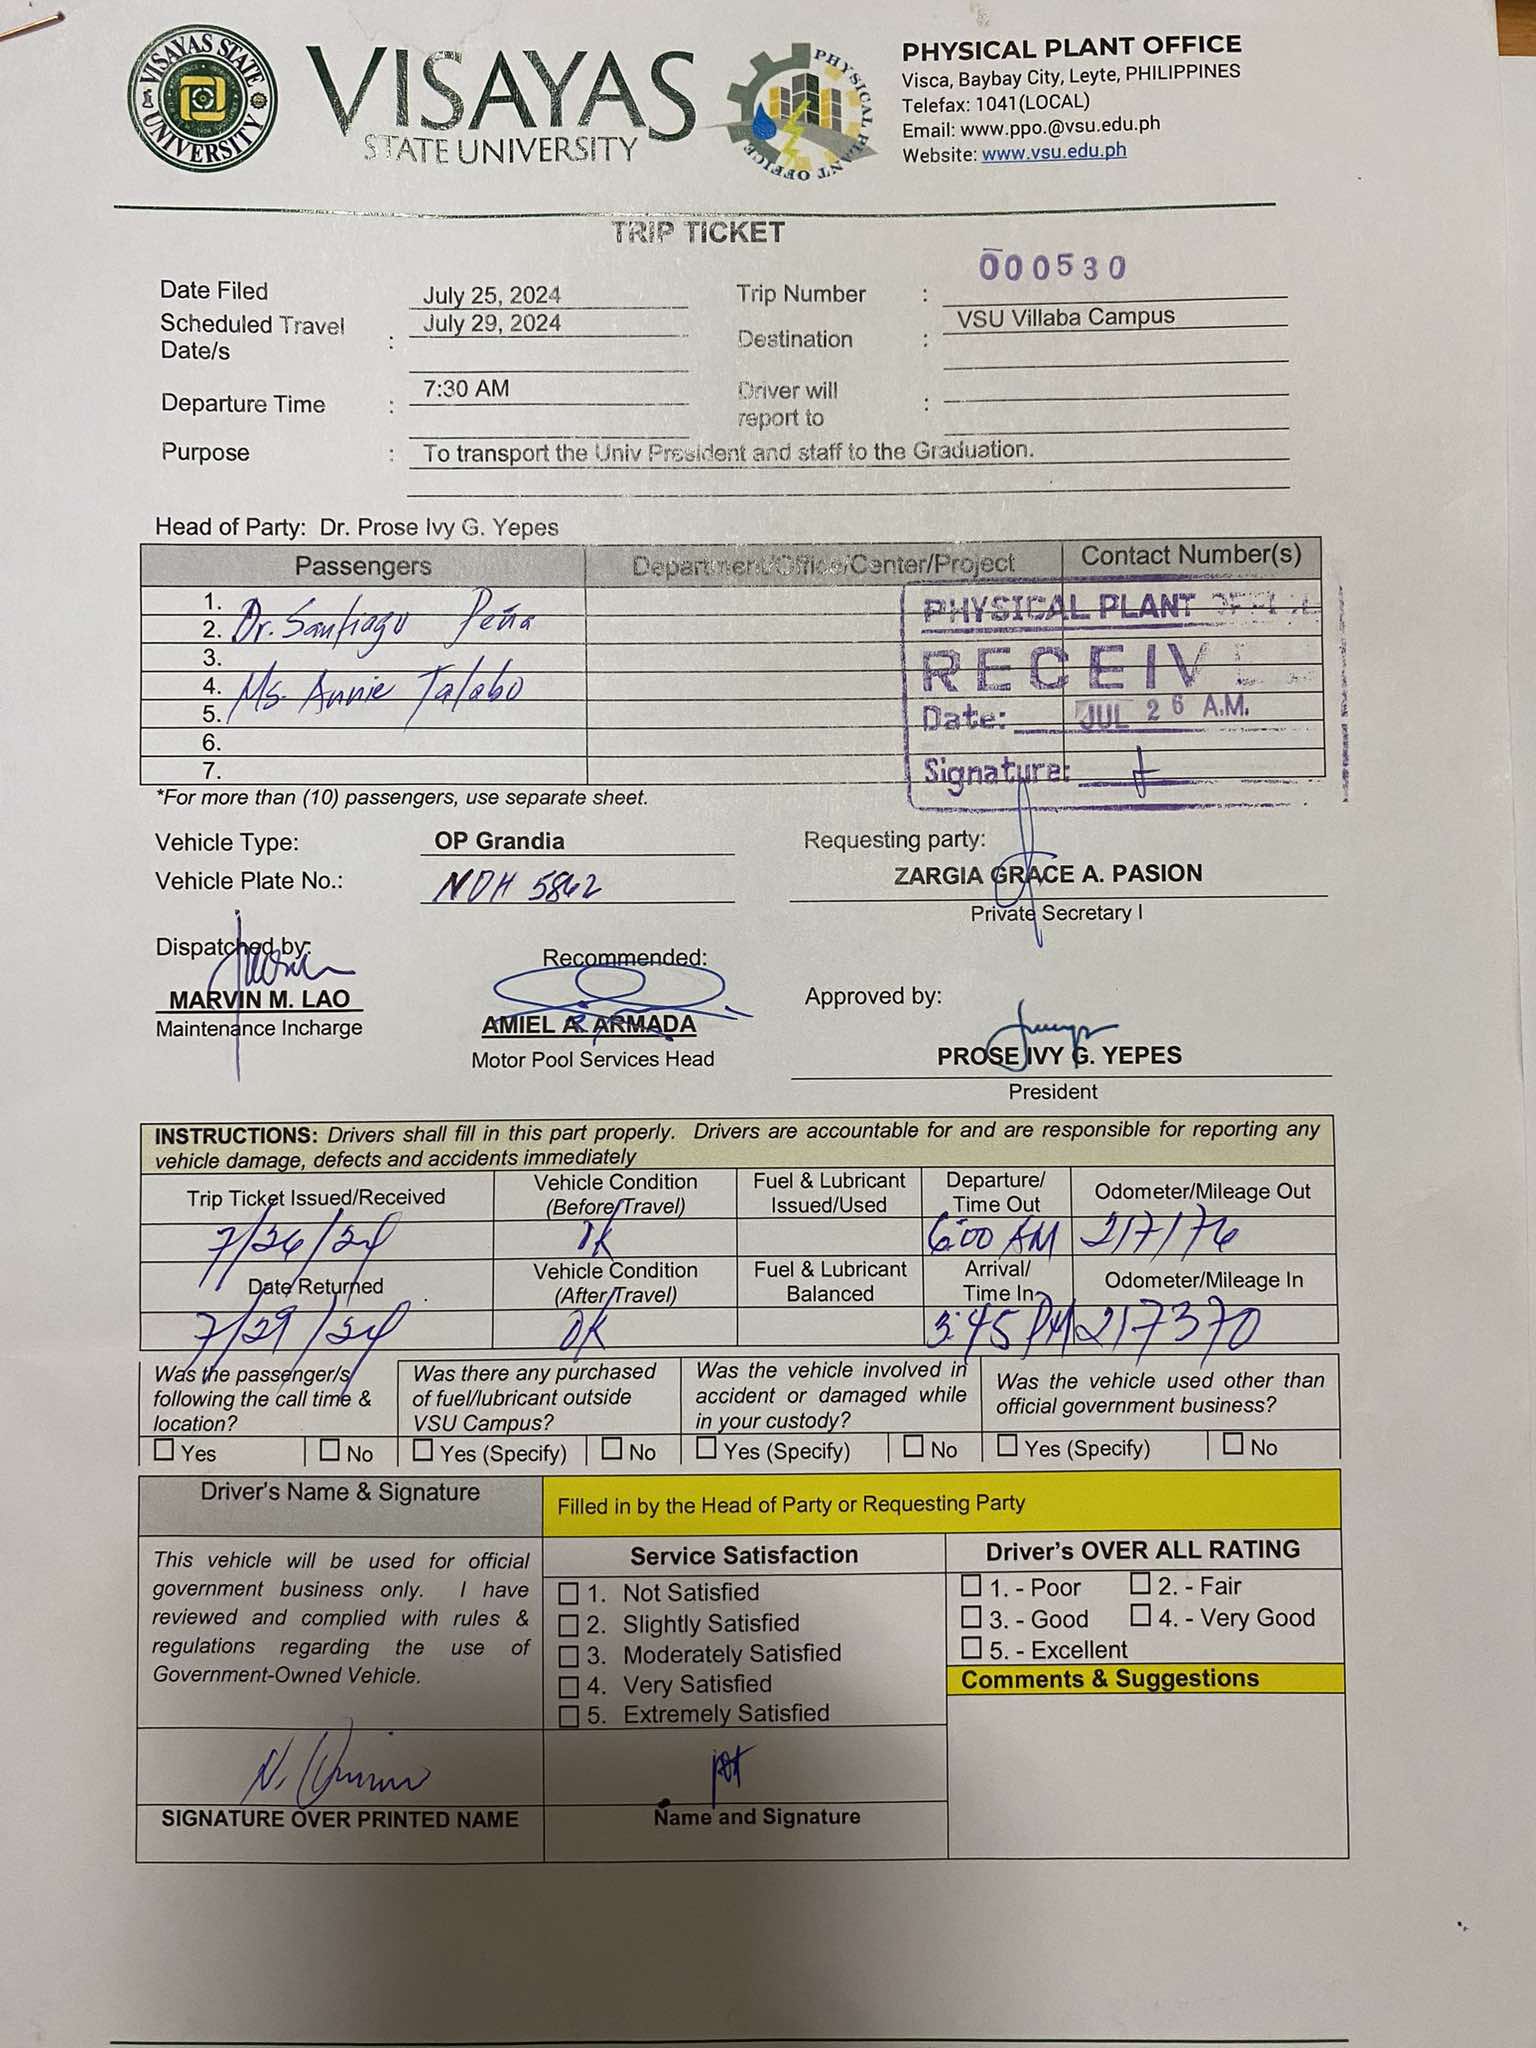 VISAYAS STATE UNIVERSITY
VISAYAS
STATE UNIVERSITY
PHYSICAL PLANT OFFICE
PHYSICAL PLANT OFFICE
Visca, Baybay City, Leyte, PHILIPPINES
Telefax: 1041(LOCAL)
Email: www.ppo.@vsu.edu.ph
Website: www.vsu.edu.ph
TRIP TICKET
000530
Date Filed July 25, 2024 Trip Number :
Scheduled Travel Date/s : July 29, 2024 Destination : VSU Villaba Campus
Departure Time : 7:30 AM Driver will report to :
Purpose : To transport the Univ President and staff to the Graduation.
Head of Party: Dr. Prose Ivy G. Yepes
Passengers Department/Office/Center/Project Contact Number(s)
1.
2. Dr. Santiago Peña
3.
4. Ms. Annie Talabo
5.
6.
7.
PHYSICAL PLANT OFFICE
RECEIV
Date: JUL 26 A.M.
Signature:
*For more than (10) passengers, use separate sheet.
Vehicle Type: OP Grandia Requesting party:
Vehicle Plate No.: NDH 5862 ZARGIA GRACE A. PASION
Private Secretary I
Dispatched by: Recommended:
Approved by:
MARVIN M. LAO AMIEL A. ARMADA
Maintenance Incharge Motor Pool Services Head
PROSE IVY G. YEPES
President
INSTRUCTIONS: Drivers shall fill in this part properly. Drivers are accountable for and are responsible for reporting any
vehicle damage, defects and accidents immediately
Trip Ticket Issued/Received Vehicle Condition (Before/Travel) Fuel & Lubricant Issued/Used Departure/ Time Out Odometer/Mileage Out
7/26/24 OK 6:00 AM 217176
Date Returned Vehicle Condition (After/Travel) Fuel & Lubricant Balanced Arrival/ Time In Odometer/Mileage In
7/29/24 OK 3:45 PM 217370
Was the passenger/s following the call time & location? Was there any purchased of fuel/lubricant outside VSU Campus? Was the vehicle involved in accident or damaged while in your custody? Was the vehicle used other than official government business?
Yes No Yes (Specify) No Yes (Specify) No Yes (Specify) No
Driver's Name & Signature
Filled in by the Head of Party or Requesting Party
This vehicle will be used for official
government business only. I have
reviewed and complied with rules &
regulations regarding the use of
Government-Owned Vehicle.
Service Satisfaction
1. Not Satisfied
2. Slightly Satisfied
3. Moderately Satisfied
4. Very Satisfied
5. Extremely Satisfied
Driver's OVER ALL RATING
1. - Poor 2. - Fair
3. - Good 4. - Very Good
5. - Excellent
Comments & Suggestions
SIGNATURE OVER PRINTED NAME
Name and Signature